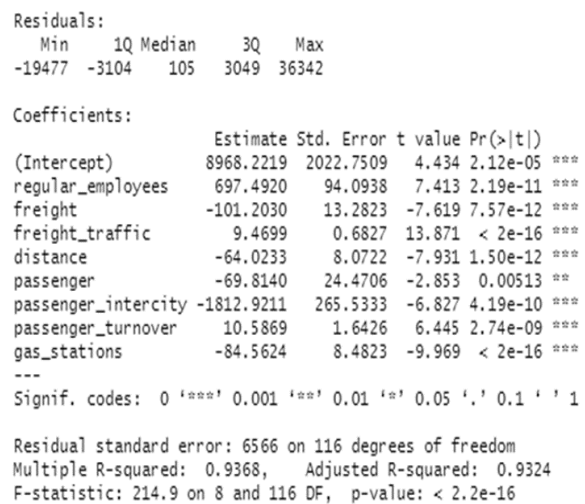 Residuals:
   Min     1Q Median     3Q    Max
-19477  -3104    105   3049  36342

Coefficients:
                     Estimate Std. Error t value Pr(>|t|)
(Intercept)         8968.2219  2022.7509   4.434 2.12e-05 ***
regular_employees    697.4920    94.0938   7.413 2.19e-11 ***
freight             -101.2030    13.2823  -7.619 7.57e-12 ***
freight_traffic        9.4699     0.6827  13.871  < 2e-16 ***
distance             -64.0233     8.0722  -7.931 1.50e-12 ***
passenger            -69.8140    24.4706  -2.853  0.00513 **
passenger_intercity -1812.9211   265.5333  -6.827 4.19e-10 ***
passenger_turnover    10.5869     1.6426   6.445 2.74e-09 ***
gas_stations         -84.5624     8.4823  -9.969  < 2e-16 ***
---
Signif. codes:  0 ‘***’ 0.001 ‘**’ 0.01 ‘*’ 0.05 ‘.’ 0.1 ‘ ’ 1

Residual standard error: 6566 on 116 degrees of freedom
Multiple R-squared:  0.9368,    Adjusted R-squared:  0.9324
F-statistic: 214.9 on 8 and 116 DF,  p-value: < 2.2e-16